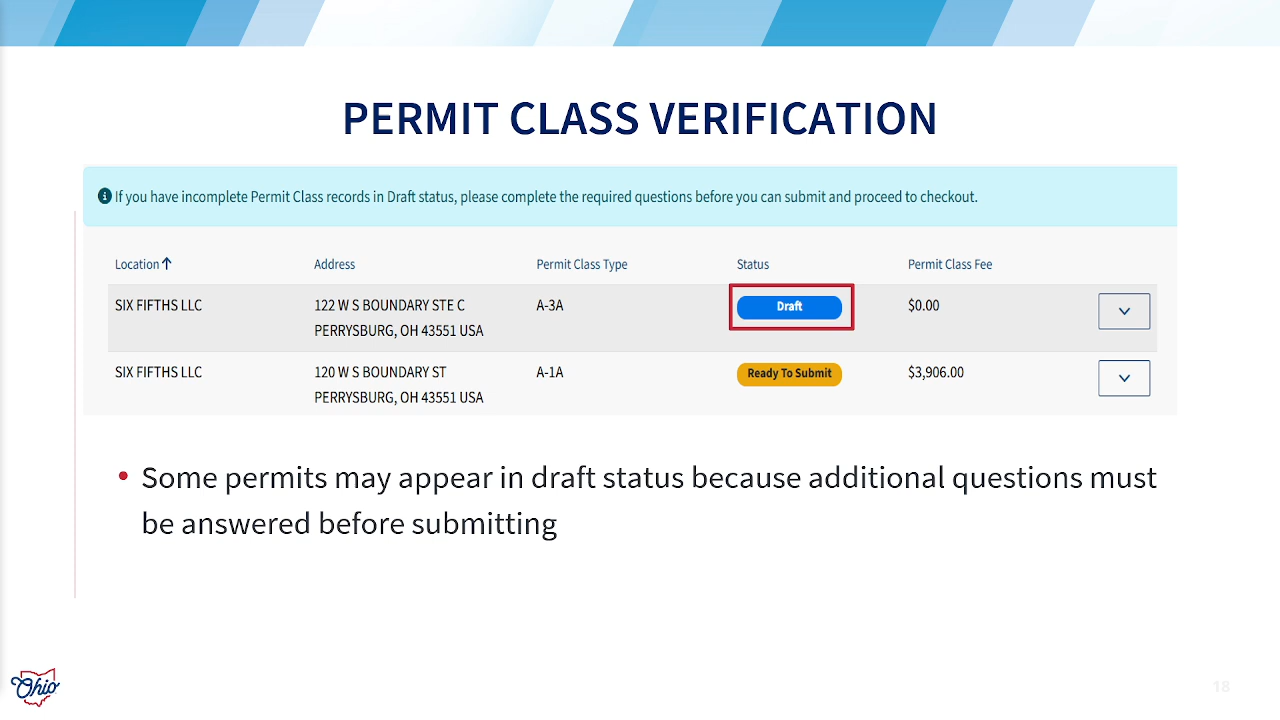 PERMIT CLASS VERIFICATION
If you have incomplete Permit Class records in Draft status, please complete the required questions before you can submit and proceed to checkout.
Location Address Permit Class Type Status Permit Class Fee
SIX FIFTHS LLC 122 W S BOUNDARY STE C A-3A Draft $0.00
PERRYSBURG, OH 43551 USA
SIX FIFTHS LLC 120 W S BOUNDARY ST A-1A Ready To Submit $3,906.00
PERRYSBURG, OH 43551 USA
• Some permits may appear in draft status because additional questions must
be answered before submitting
Ohio
18